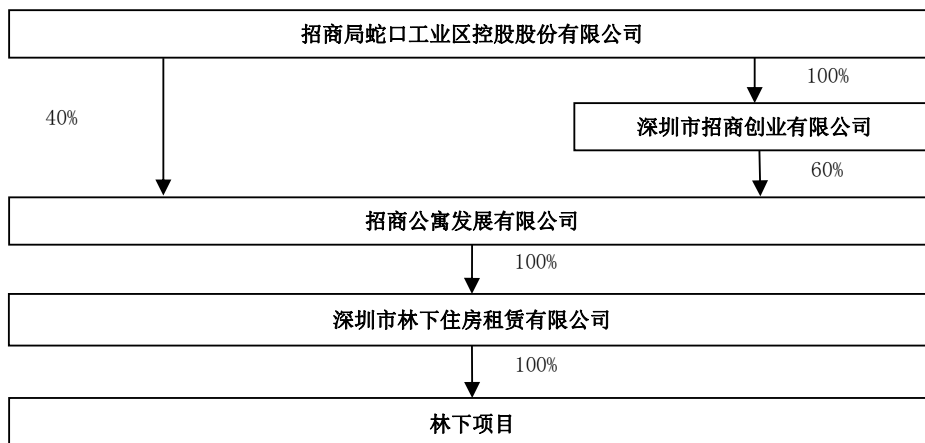 招商局蛇口工业区控股股份有限公司
100%
40%
深圳市招商创业有限公司
60%
招商公寓发展有限公司
100%
深圳市林下住房租赁有限公司
100%
林下项目